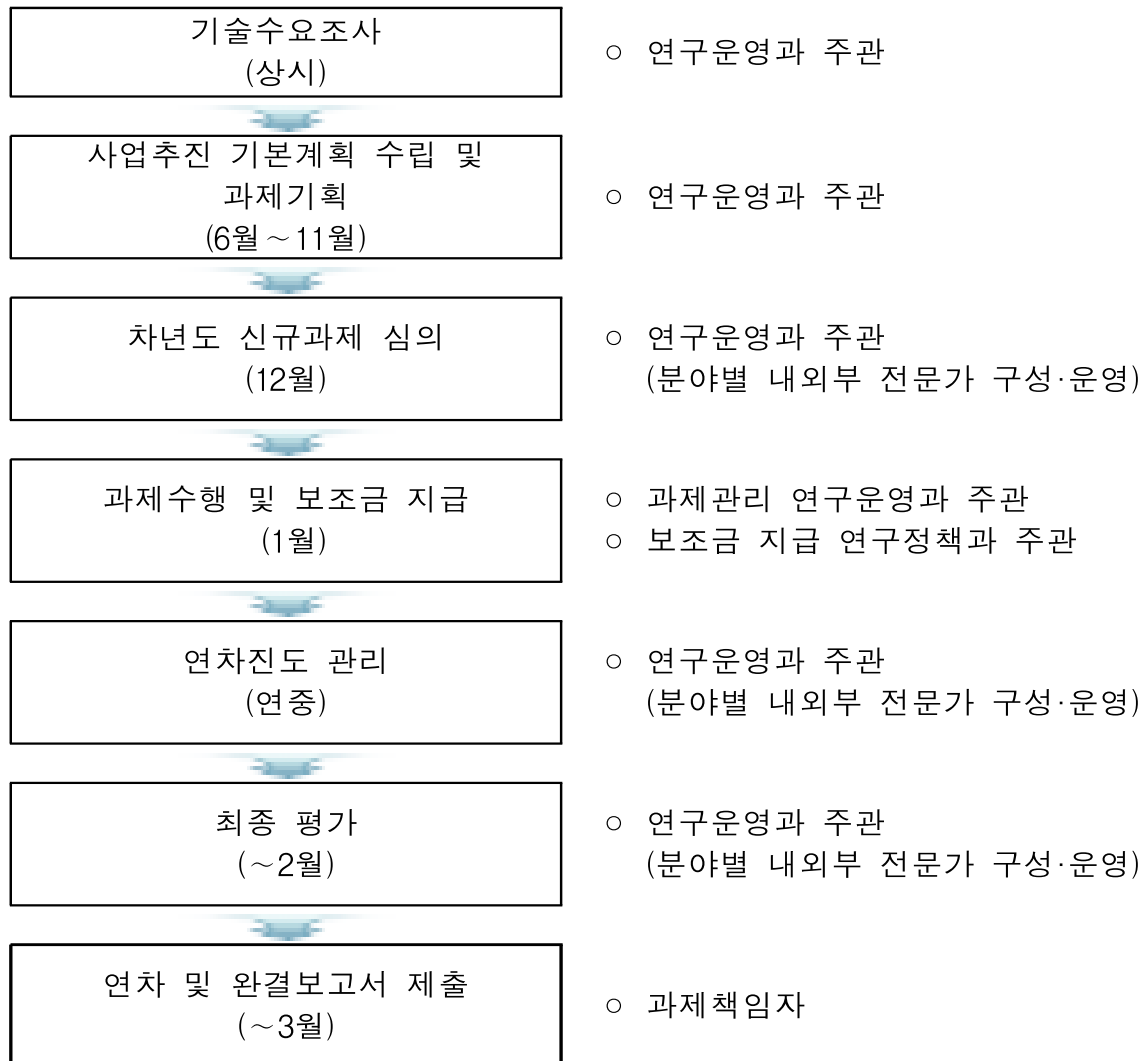 기술수요조사
(상시)
○ 연구운영과 주관
사업추진 기본계획 수립 및
과제기획
(6월～11월)
○ 연구운영과 주관
차년도 신규과제 심의
(12월)
○ 연구운영과 주관
(분야별 내외부 전문가 구성·운영)
과제수행 및 보조금 지급
(1월)
○ 과제관리 연구운영과 주관
○ 보조금 지급 연구정책과 주관
연차진도 관리
(연중)
○ 연구운영과 주관
(분야별 내외부 전문가 구성·운영)
최종 평가
(～2월)
○ 연구운영과 주관
(분야별 내외부 전문가 구성·운영)
연차 및 완결보고서 제출
(～3월)
○ 과제책임자